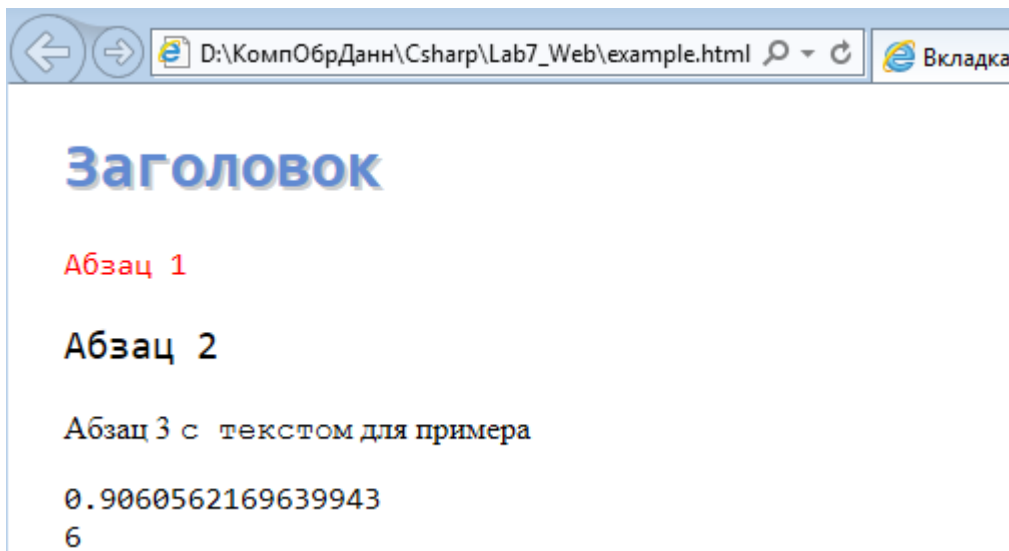 D:\КомпОбрДанн\Csharp\Lab7_Web\example.html
Вкладка
Заголовок
Абзац 1
Абзац 2
Абзац 3 с текстом для примера
0.9060562169639943
6